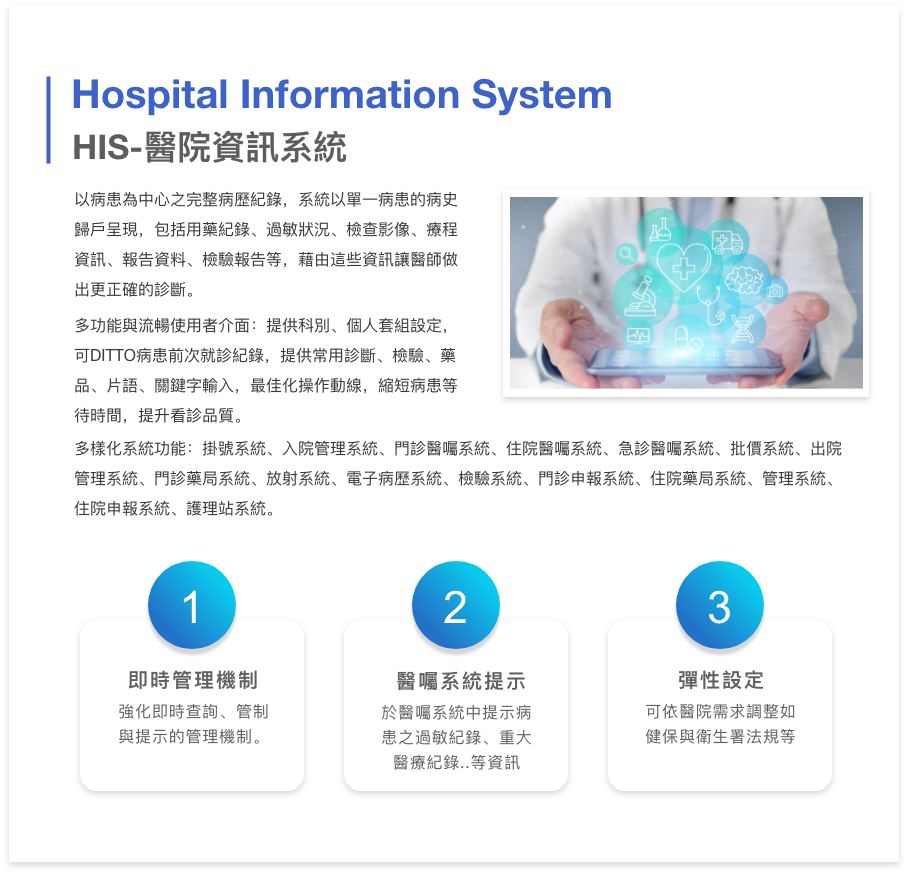 Hospital Information System
HIS-醫院資訊系統
以病患為中心之完整病歷紀錄，系統以單一病患的病史
歸戶呈現，包括用藥紀錄、過敏狀況、檢查影像、療程
資訊、報告資料、檢驗報告等，藉由這些資訊讓醫師做
出更正確的診斷。
多功能與流暢使用者介面：提供科別、個人套組設定，
可DITTO病患前次就診紀錄，提供常用診斷、檢驗、藥
品、片語、關鍵字輸入，最佳化操作動線，縮短病患等
待時間，提升看診品質。
多樣化系統功能：掛號系統、入院管理系統、門診醫囑系統、住院醫囑系統、急診醫囑系統、批價系統、出院
管理系統、門診藥局系統、放射系統、電子病歷系統、檢驗系統、門診申報系統、住院藥局系統、管理系統、
住院申報系統、護理站系統。
1
即時管理機制
強化即時查詢、管制
與提示的管理機制。
2
醫囑系統提示
於醫囑系統中提示病
患之過敏紀錄、重大
醫療紀錄..等資訊
3
彈性設定
可依醫院需求調整如
健保與衛生署法規等